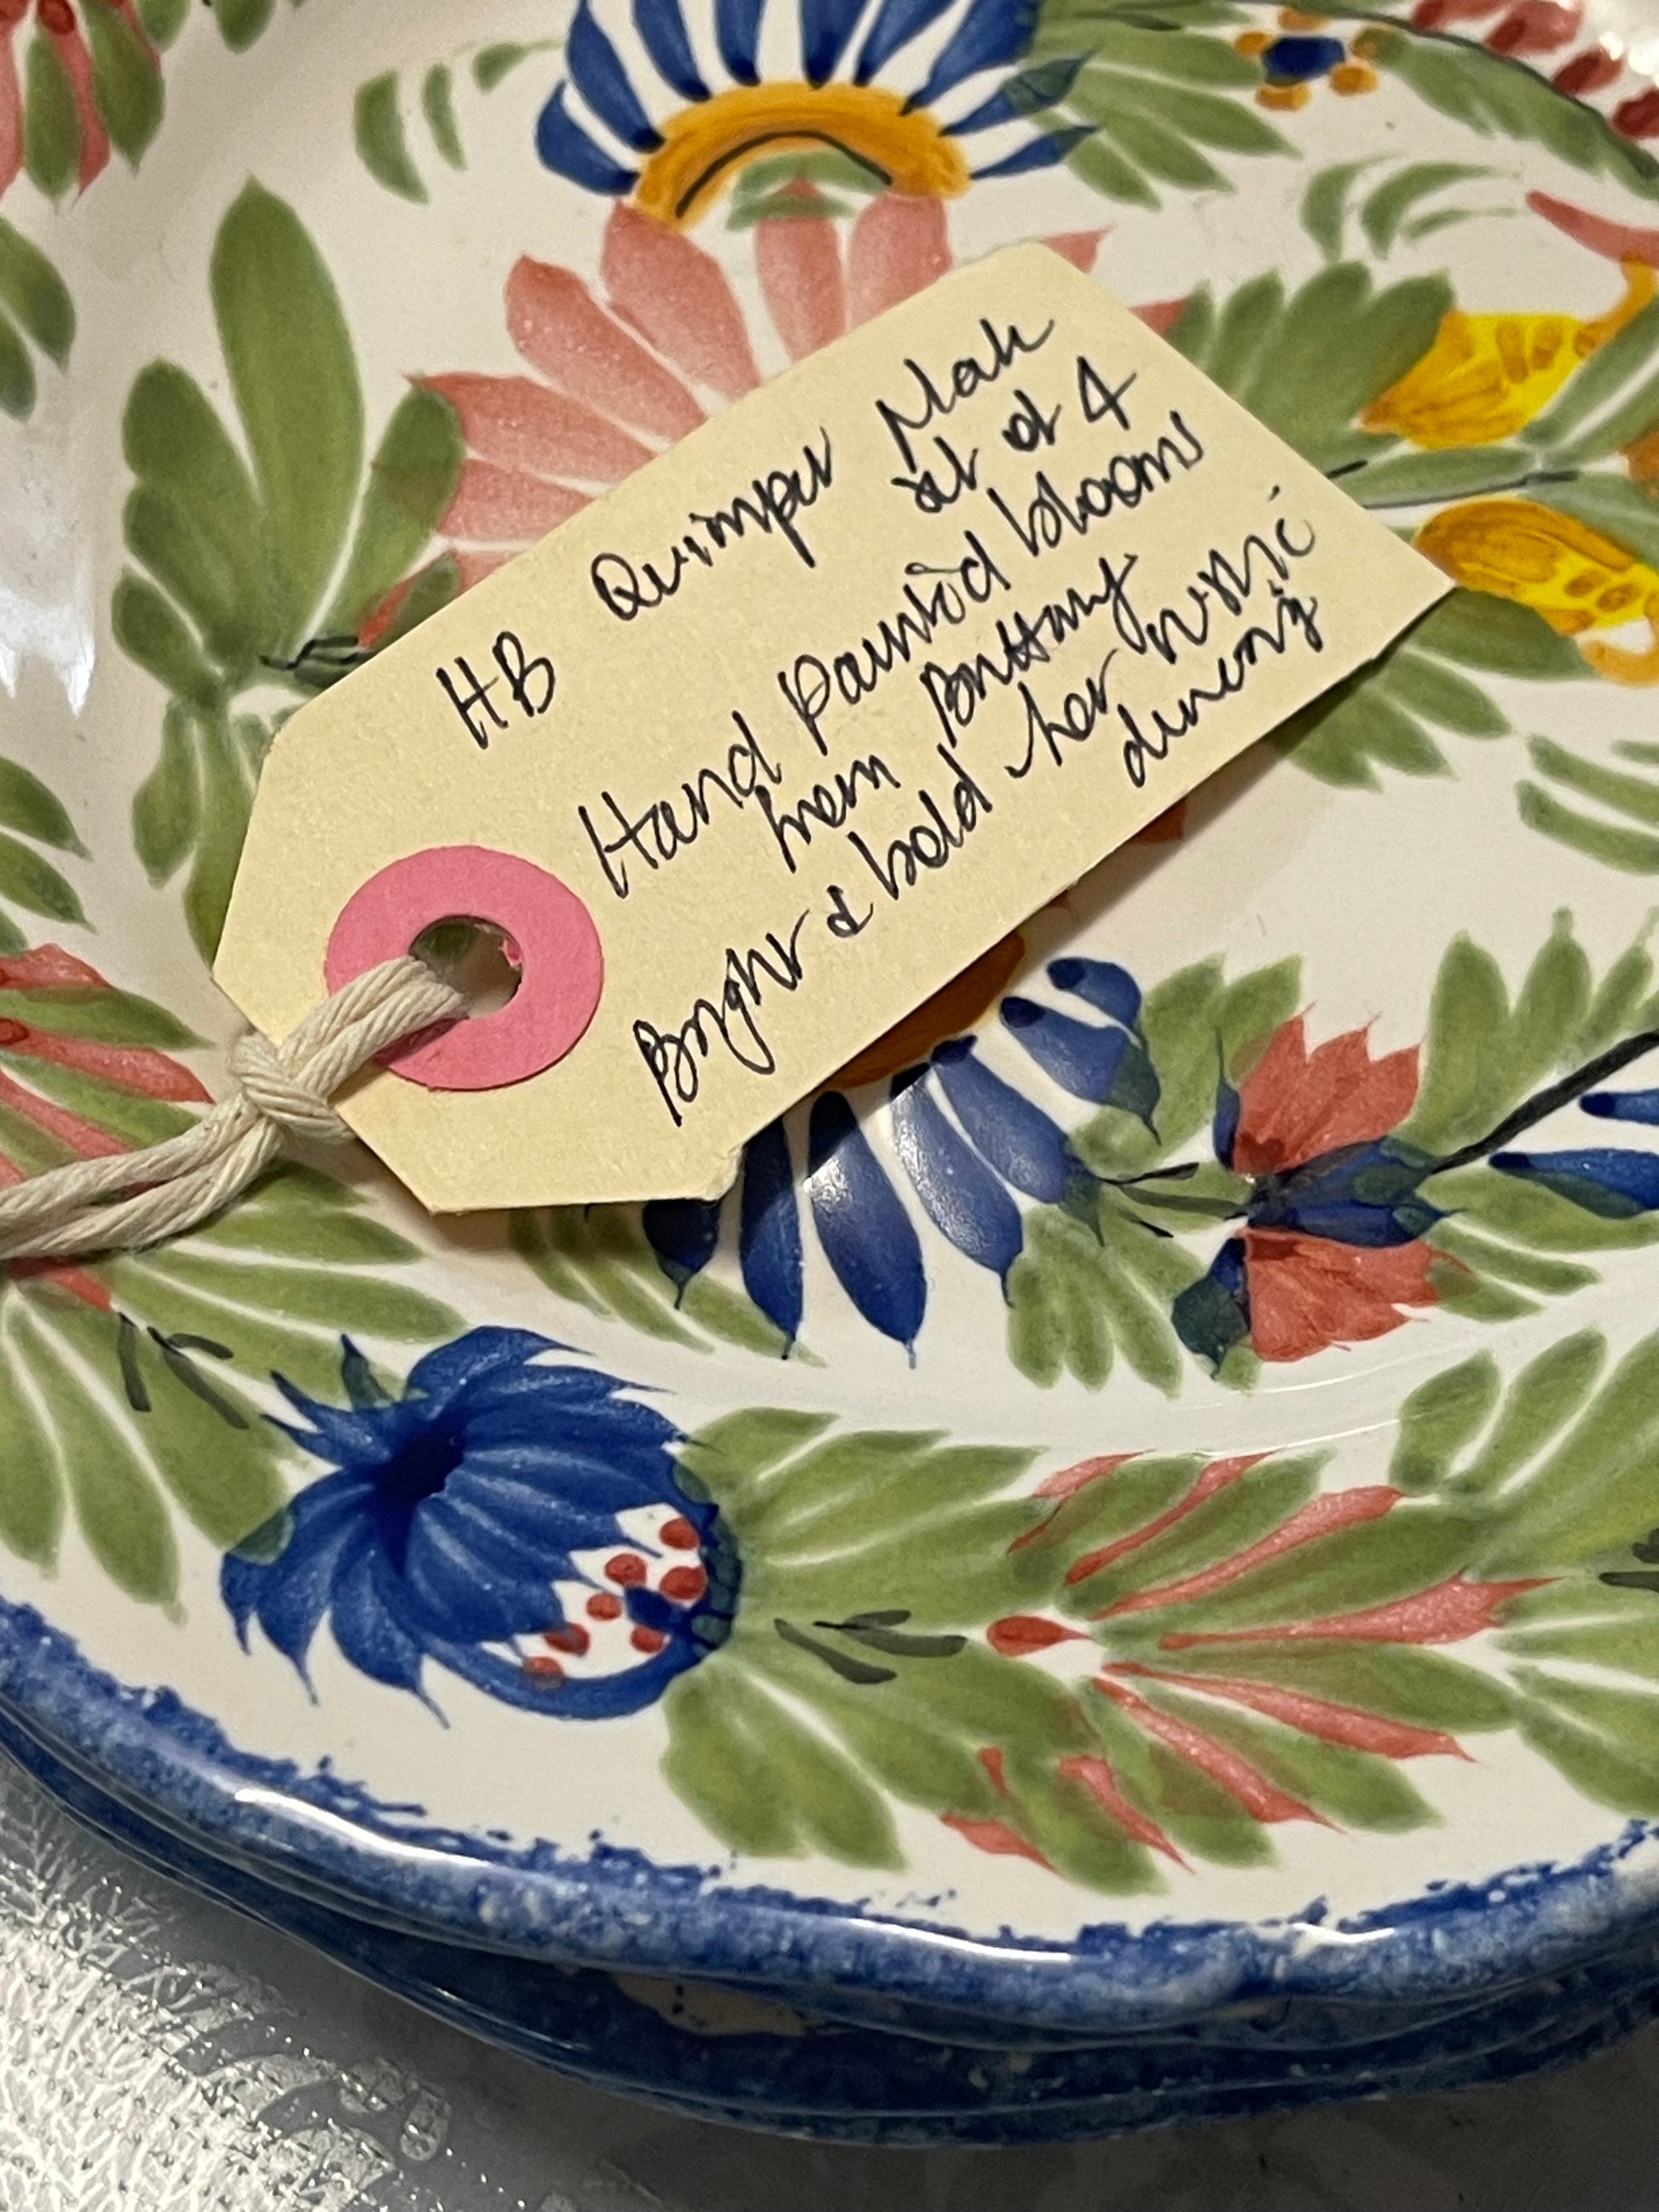 HB Quimper Mah
set of 4
Hand Painted blooms
from Brittany
Bright & bold for rustic
dining